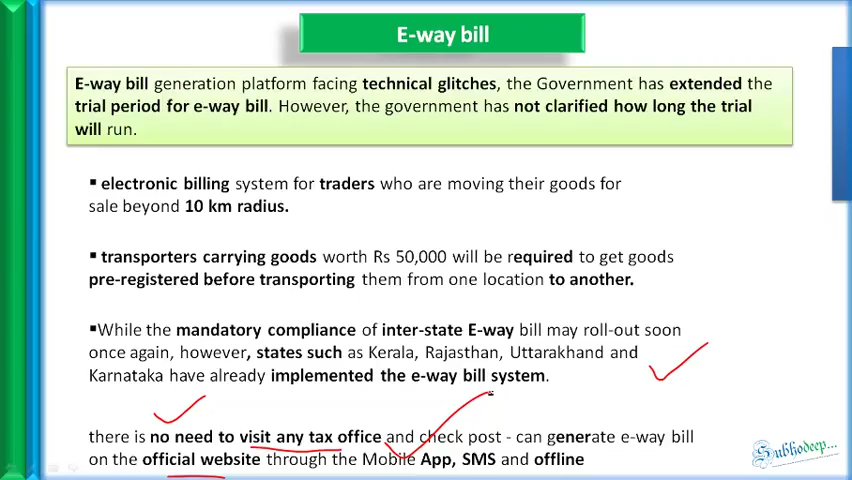 E-way bill
E-way bill generation platform facing technical glitches, the Government has extended the
trial period for e-way bill. However, the government has not clarified how long the trial
will run.
▪ electronic billing system for traders who are moving their goods for
sale beyond 10 km radius.
▪ transporters carrying goods worth Rs 50,000 will be required to get goods
pre-registered before transporting them from one location to another.
▪While the mandatory compliance of inter-state E-way bill may roll-out soon
once again, however, states such as Kerala, Rajasthan, Uttarakhand and
Karnataka have already implemented the e-way bill system.
there is no need to visit any tax office and check post - can generate e-way bill
on the official website through the Mobile App, SMS and offline
Subhodeep...